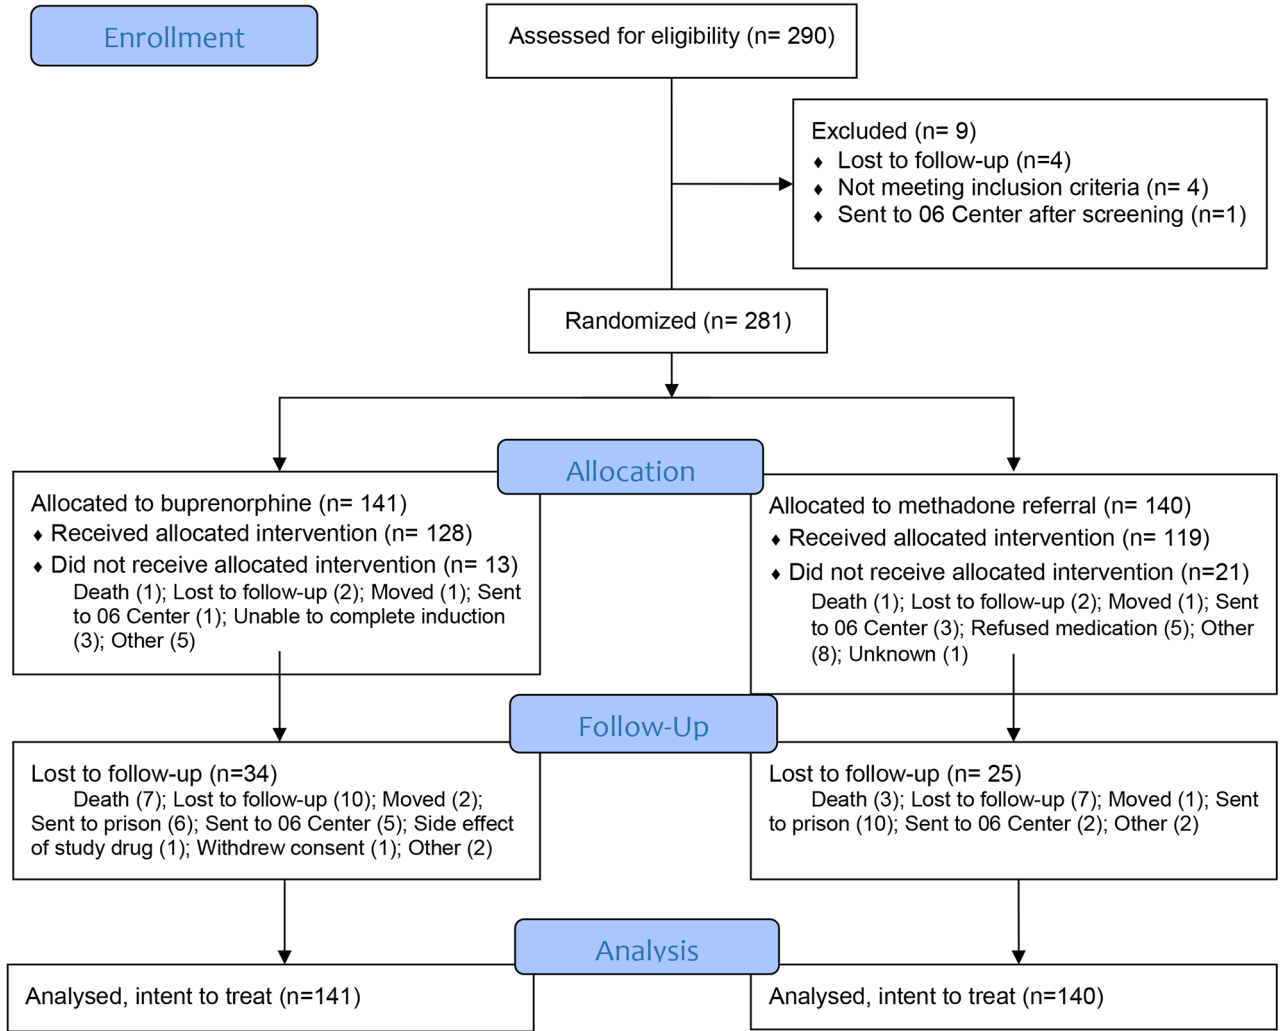 Enrollment
Assessed for eligibility (n= 290)
Excluded (n= 9)
♦ Lost to follow-up (n=4)
♦ Not meeting inclusion criteria (n= 4)
♦ Sent to 06 Center after screening (n=1)
Randomized (n= 281)
Allocation
Allocated to buprenorphine (n= 141)
♦ Received allocated intervention (n= 128)
♦ Did not receive allocated intervention (n= 13)
Death (1); Lost to follow-up (2); Moved (1); Sent
to 06 Center (1); Unable to complete induction
(3); Other (5)
Allocated to methadone referral (n= 140)
♦ Received allocated intervention (n= 119)
♦ Did not receive allocated intervention (n=21)
Death (1); Lost to follow-up (2); Moved (1); Sent
to 06 Center (3); Refused medication (5); Other
(8); Unknown (1)
Follow-Up
Lost to follow-up (n=34)
Death (7); Lost to follow-up (10); Moved (2);
Sent to prison (6); Sent to 06 Center (5); Side effect
of study drug (1); Withdrew consent (1); Other (2)
Lost to follow-up (n= 25)
Death (3); Lost to follow-up (7); Moved (1); Sent
to prison (10); Sent to 06 Center (2); Other (2)
Analysis
Analysed, intent to treat (n=141)
Analysed, intent to treat (n=140)